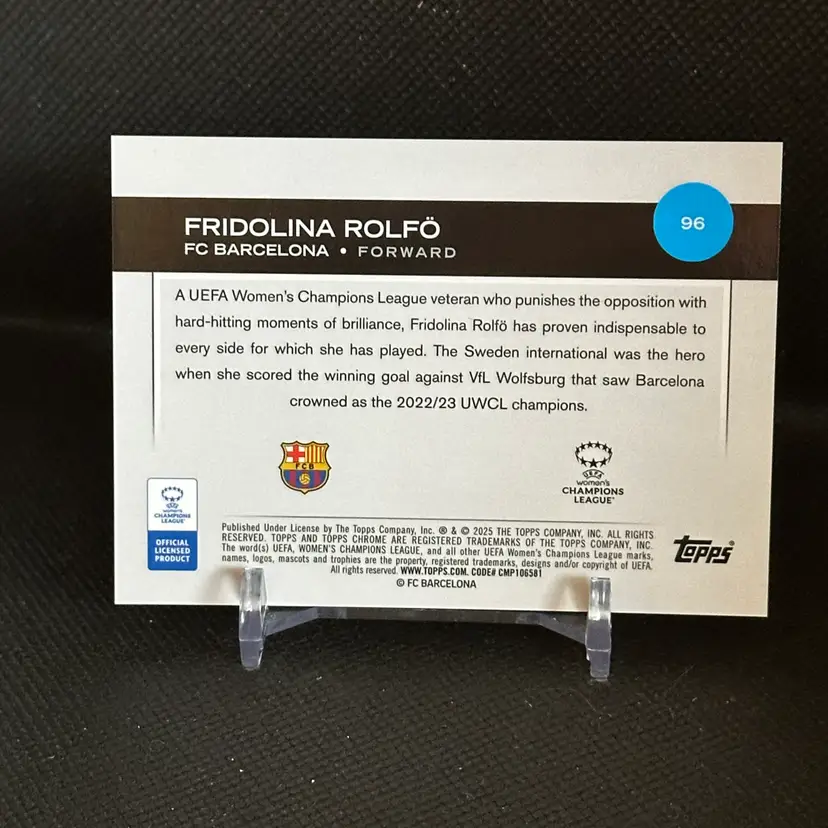 FRIDOLINA ROLFÖ
FC BARCELONA • FORWARD
96
A UEFA Women's Champions League veteran who punishes the opposition with
hard-hitting moments of brilliance, Fridolina Rolfö has proven indispensable to
every side for which she has played. The Sweden international was the hero
when she scored the winning goal against VfL Wolfsburg that saw Barcelona
crowned as the 2022/23 UWCL champions.
FCB
UEFA
women's
CHAMPIONS
LEAGUE
women's
CHAMPIONS
LEAGUE
OFFICIAL
LICENSED
PRODUCT
Published Under License by The Topps Company, Inc. ® & © 2025 THE TOPPS COMPANY, INC. ALL RIGHTS
RESERVED. TOPPS AND TOPPS CHROME ARE REGISTERED TRADEMARKS OF THE TOPPS COMPANY, INC.
The word(s) UEFA, WOMEN'S CHAMPIONS LEAGUE, and all other UEFA Women's Champions League marks,
names, logos, mascots and trophies are the property, registered trademarks, designs and/or copyright of UEFA.
All rights reserved. WWW.TOPPS.COM. CODE# CMP106581
© FC BARCELONA
Topps®